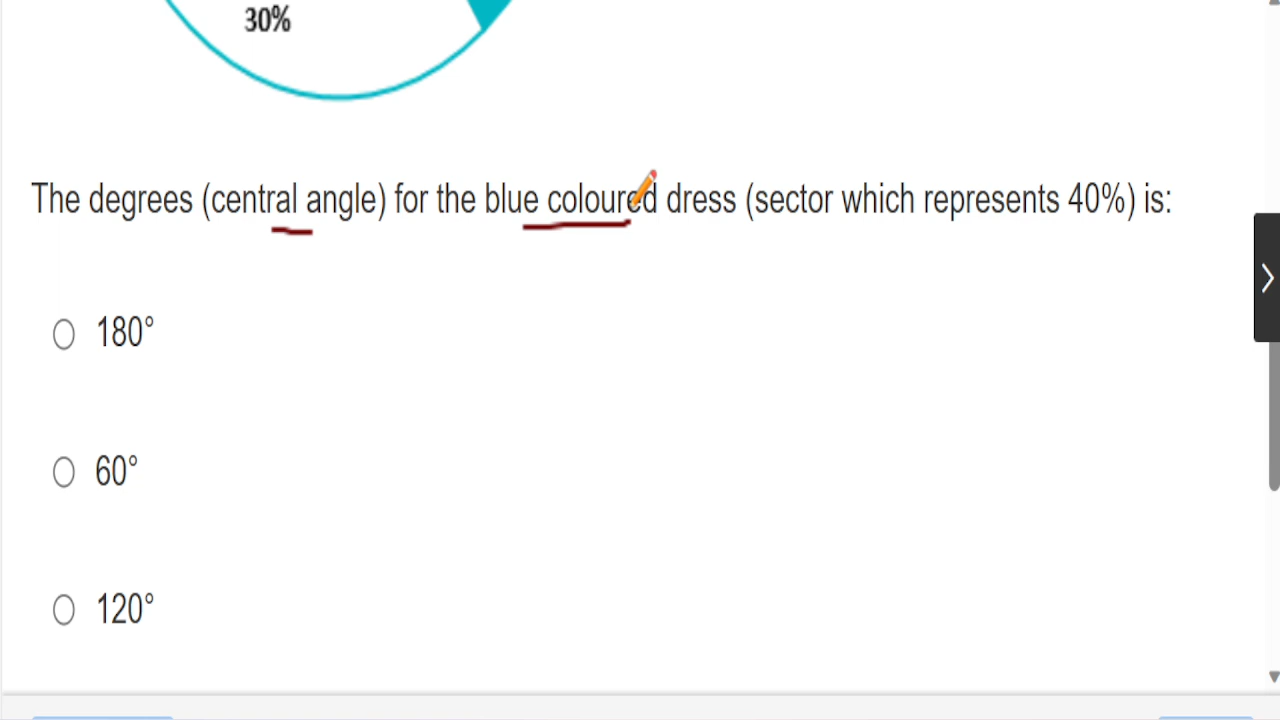 30%
The degrees (central angle) for the blue coloured dress (sector which represents 40%) is:
180°
60°
120°